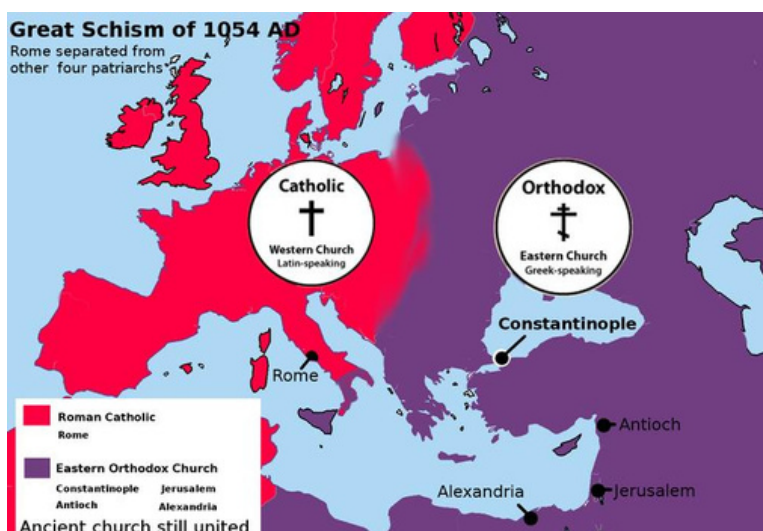 Great Schism of 1054 AD
Rome separated from
other four patriarchs
Catholic
Western Church
Latin-speaking
Orthodox
Eastern Church
Greek-speaking
Constantinople
Rome
Antioch
Jerusalem
Alexandria
Roman Catholic
Rome
Eastern Orthodox Church
Constantinople Jerusalem
Antioch Alexandria
Ancient church still united